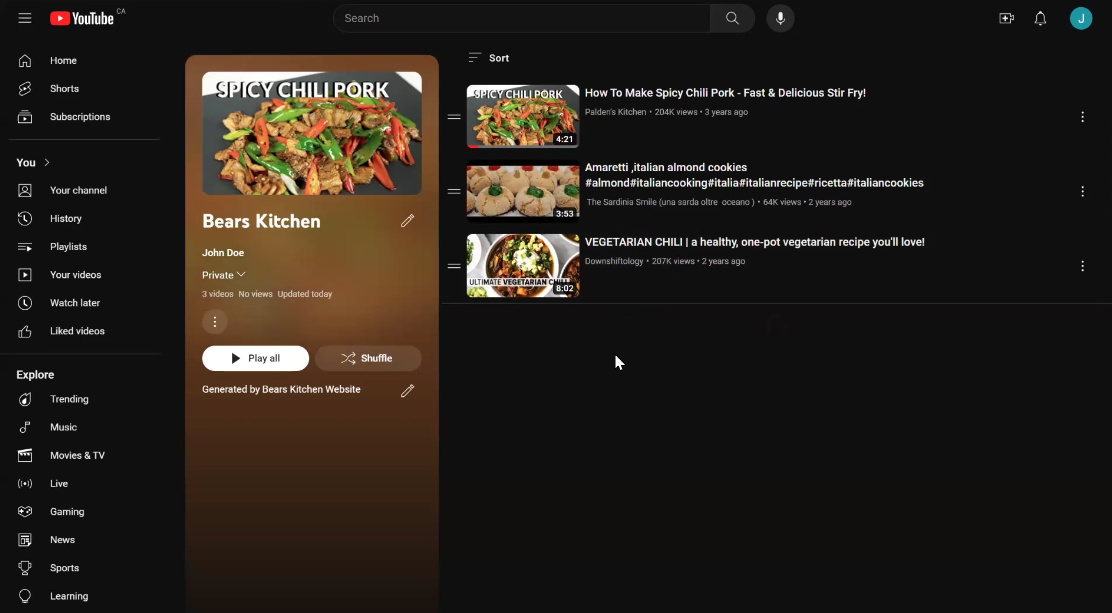 YouTube CA
Search
J
Home
Shorts
Subscriptions
You
Your channel
History
Playlists
Your videos
Watch later
Liked videos
Explore
Trending
Music
Movies & TV
Live
Gaming
News
Sports
Learning
SPICY CHILI PORK
Bears Kitchen
John Doe
Private
3 videos No views Updated today
Play all
Shuffle
Generated by Bears Kitchen Website
Sort
SPICY CHILI PORK
4:21
How To Make Spicy Chili Pork - Fast & Delicious Stir Fry!
Palden's Kitchen • 204K views • 3 years ago
3:53
Amaretti ,italian almond cookies
#almond#italiancooking#italia#italianrecipe#ricetta#italiancookies
The Sardinia Smile (una sarda oltre oceano ) • 64K views • 2 years ago
ULTIMATE VEGETARIAN CHILI
8:02
VEGETARIAN CHILI | a healthy, one-pot vegetarian recipe you'll love!
Downshiftology • 207K views • 2 years ago